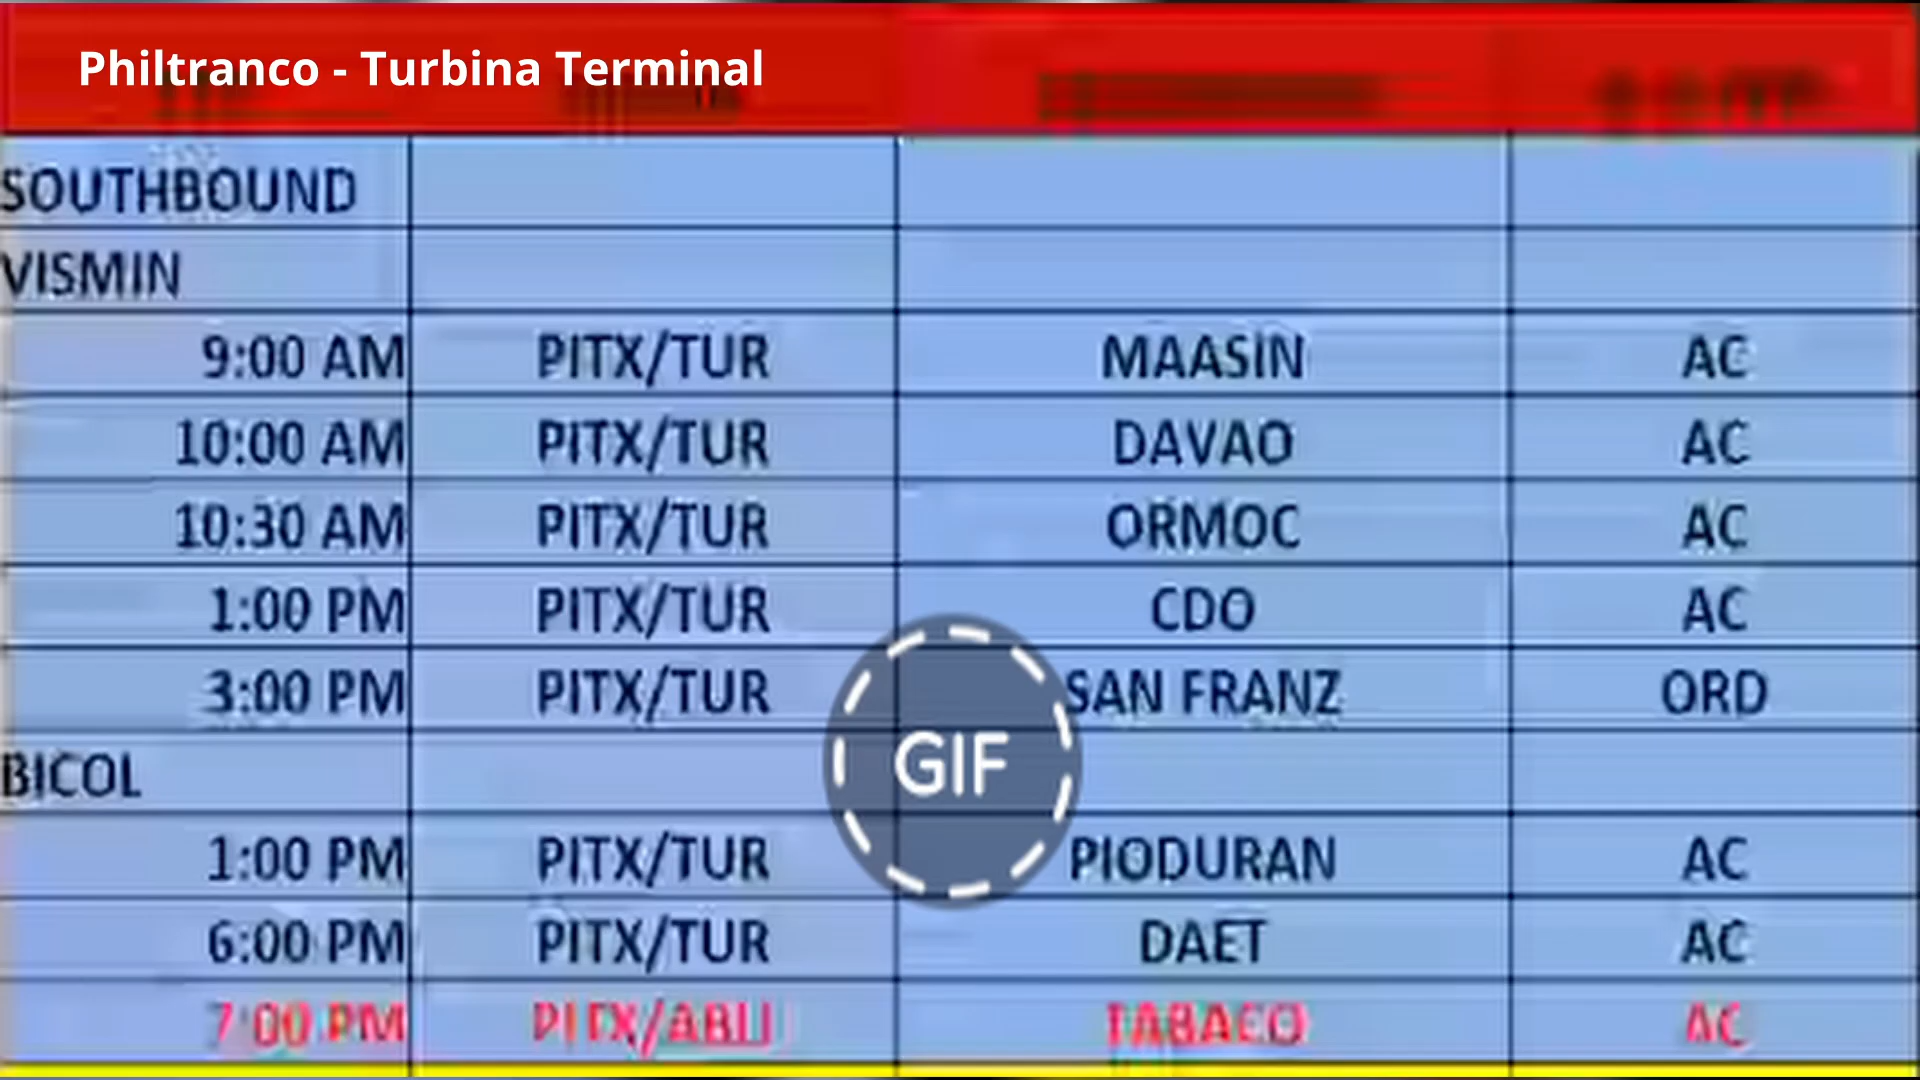 Philtranco - Turbina Terminal
SOUTHBOUND
VISMIN
9:00 AM PITX/TUR MAASIN AC
10:00 AM PITX/TUR DAVAO AC
10:30 AM PITX/TUR ORMOC AC
1:00 PM PITX/TUR CDO AC
3:00 PM PITX/TUR SAN FRANZ ORD
BICOL
GIF
1:00 PM PITX/TUR PIODURAN AC
6:00 PM PITX/TUR DAET AC
7:00 PM TABACO AC